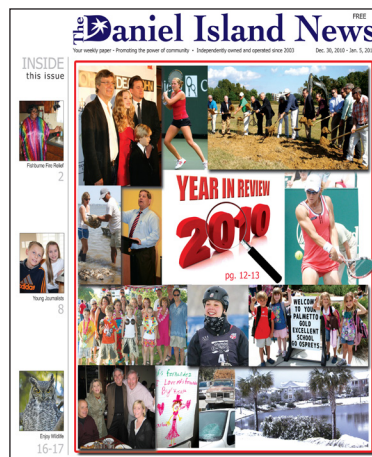 FREE
The Daniel Island News
Your weekly paper - Promoting the power of community • Independently owned and operated since 2003
Dec. 30, 2010 - Jan. 5, 201
INSIDE
this issue
Fishburne Fire Relief
2
Young Journalists
8
Enjoy Wildlife
16-17
YEAR IN REVIEW
2010
pg. 12-13
WELCOME
TO YOUR
PALMETTO
GOLD
EXCELLENT
SCHOOL
GO OSPREYS